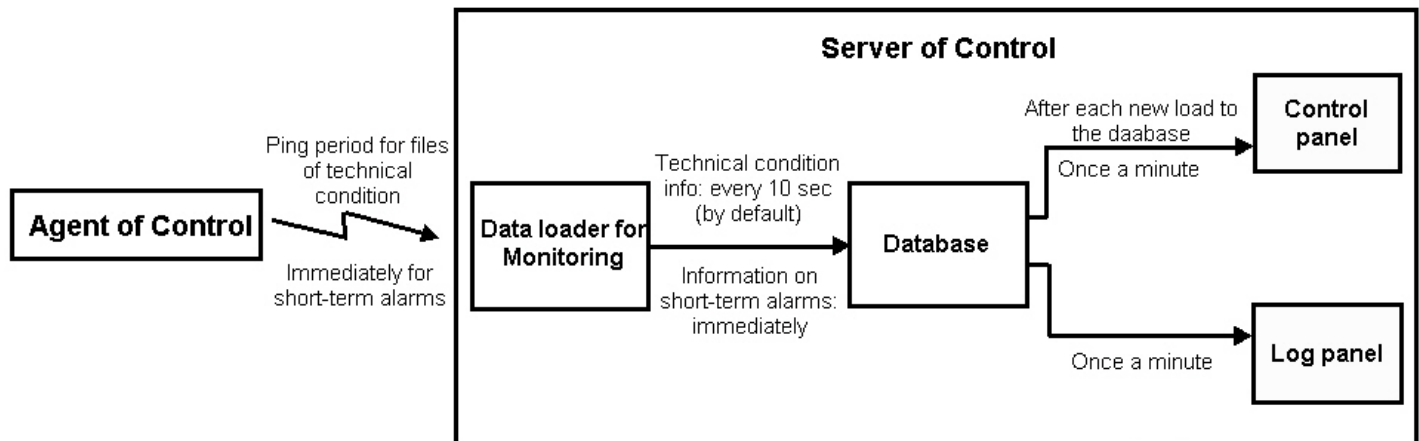 Server of Control
Agent of Control
Ping period for files
of technical
condition
Immediately for
short-term alarms
Data loader for
Monitoring
Technical condition
info: every 10 sec
(by default)
Information on
short-term alarms:
immediately
Database
After each new load to
the daabase
Once a minute
Control
panel
Once a minute
Log panel